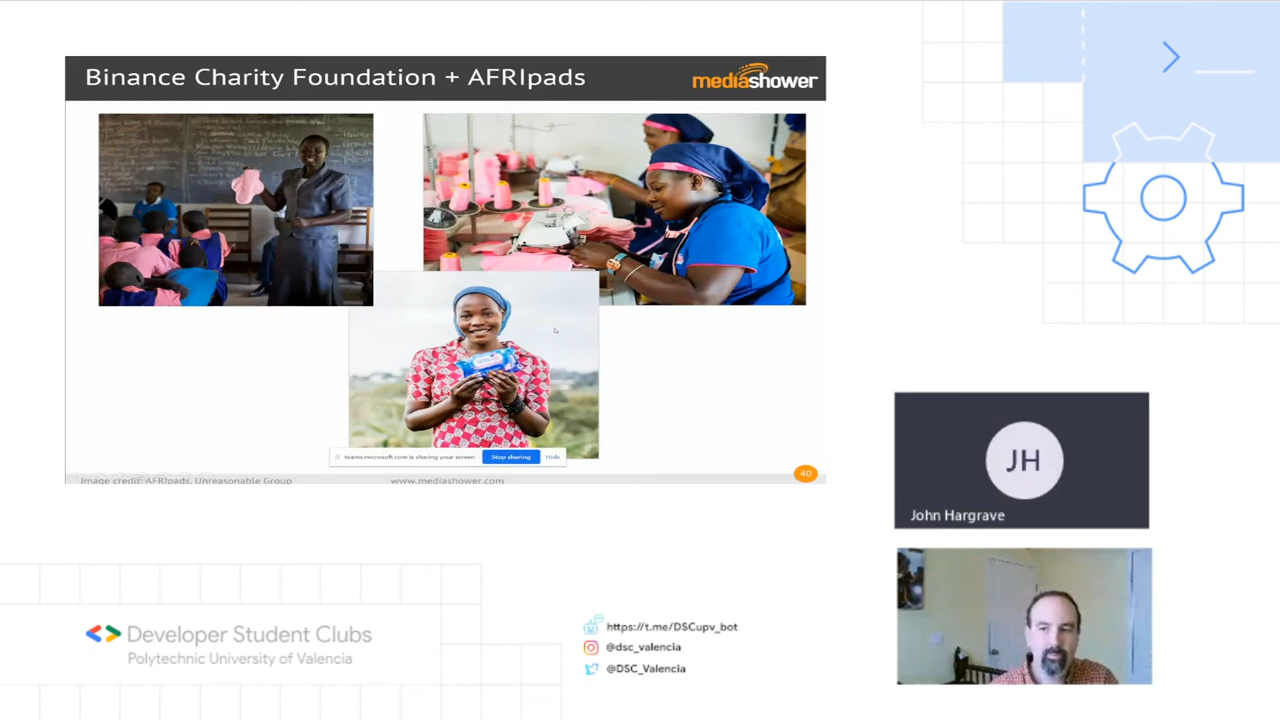 Binance Charity Foundation + AFRIpads
mediashower
AFRIpads
teams.microsoft.com is sharing your screen
Stop sharing
Hide
Image credit: AFRIpads, Unreasonable Group
www.mediashower.com
40
JH
John Hargrave
Developer Student Clubs
Polytechnic University of Valencia
https://t.me/DSCupv_bot
@dsc_valencia
@DSC_Valencia